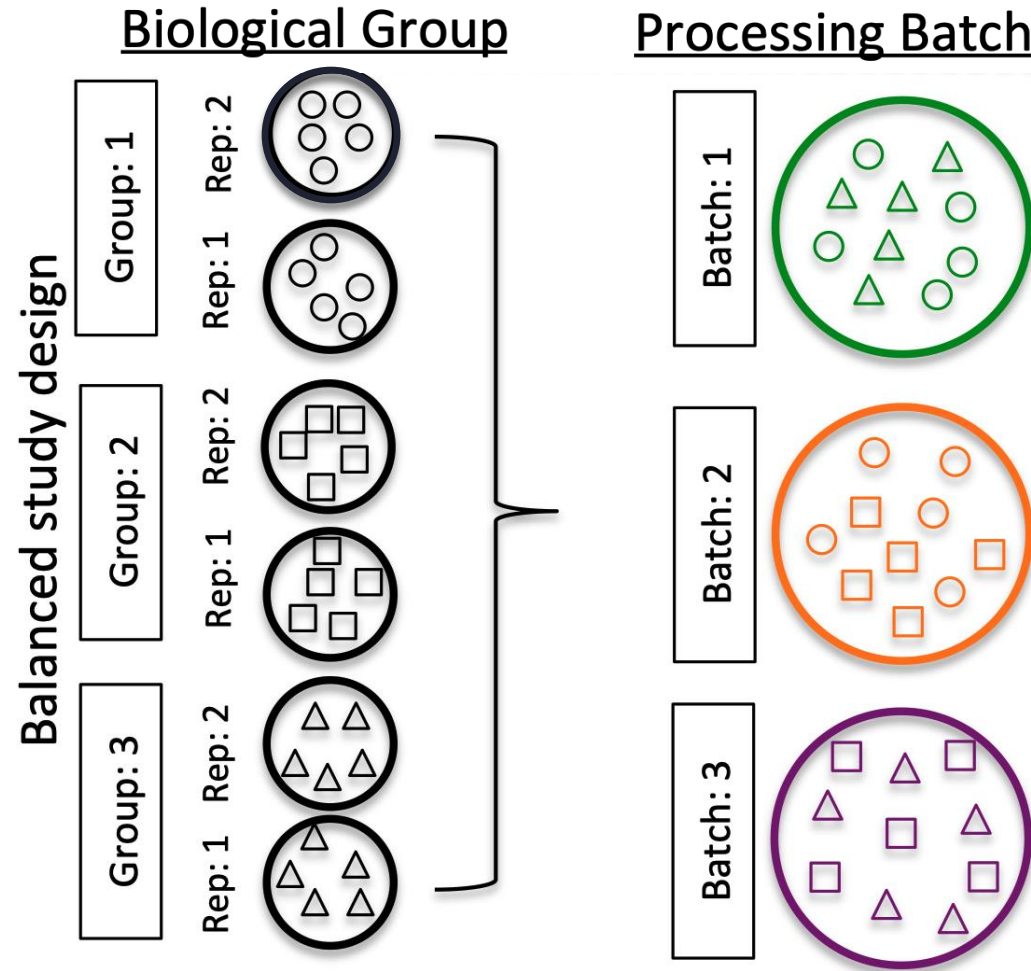 Biological Group
Processing Batch
Balanced study design
Group: 1
Rep: 2
Rep: 1
Group: 2
Rep: 2
Rep: 1
Group: 3
Rep: 2
Rep: 1
Batch: 1
Batch: 2
Batch: 3